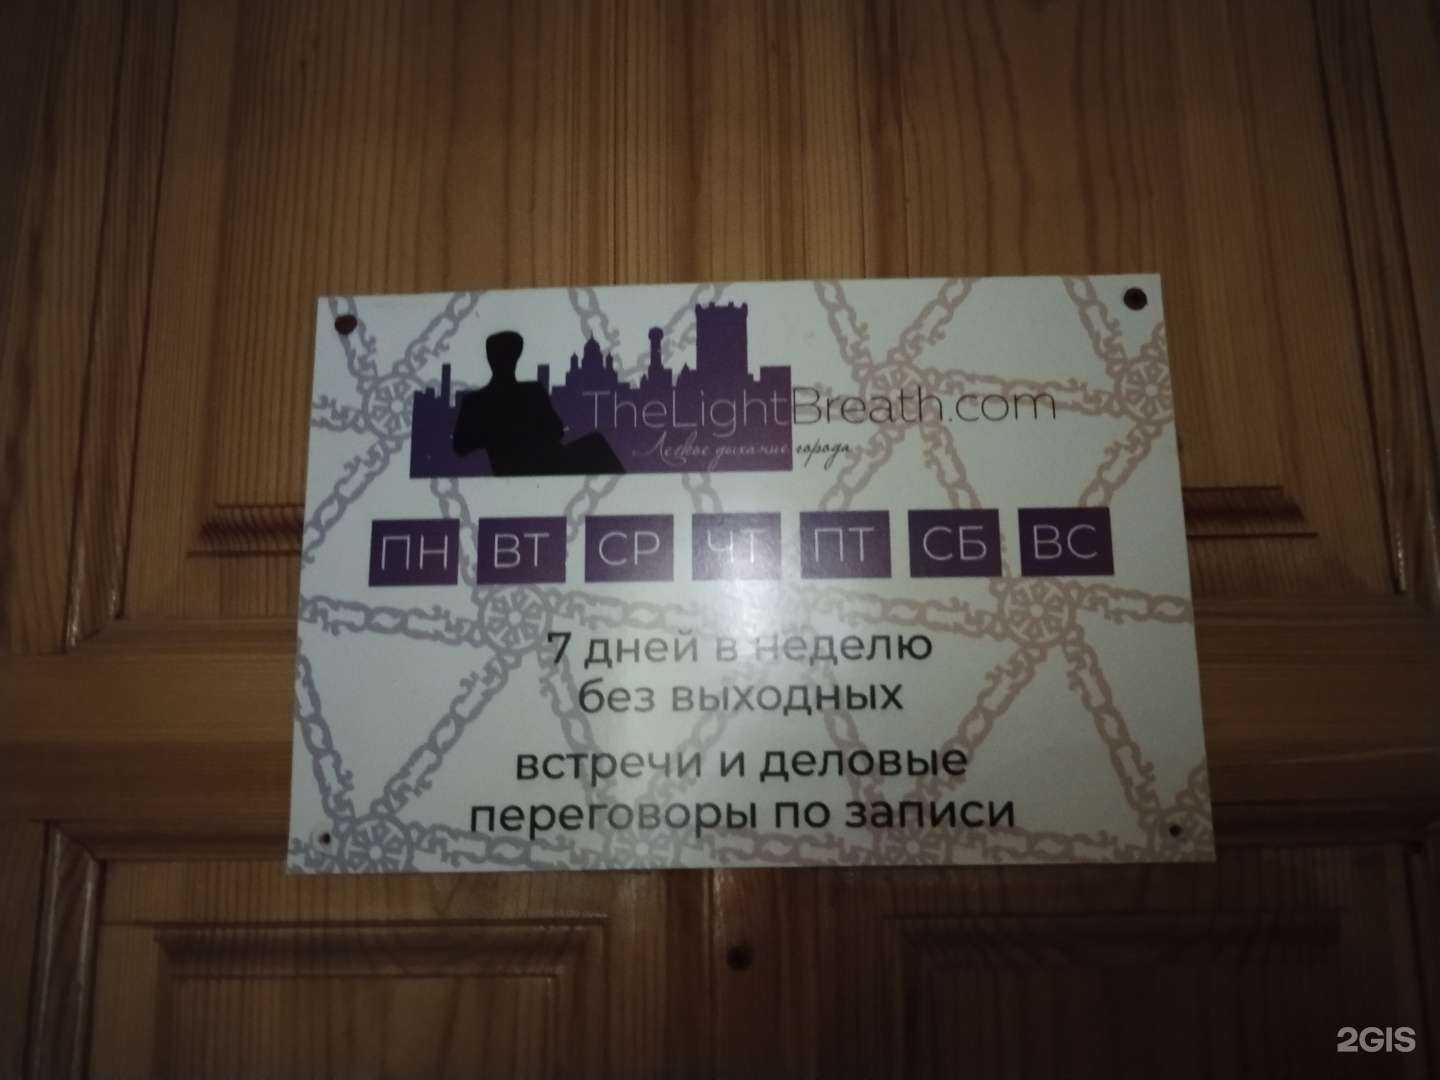 TheLightBreath.com
Легкое дыхание города
ПН ВТ СР ЧТ ПТ СБ ВС
7 дней в неделю
без выходных
встречи и деловые
переговоры по записи
2GIS